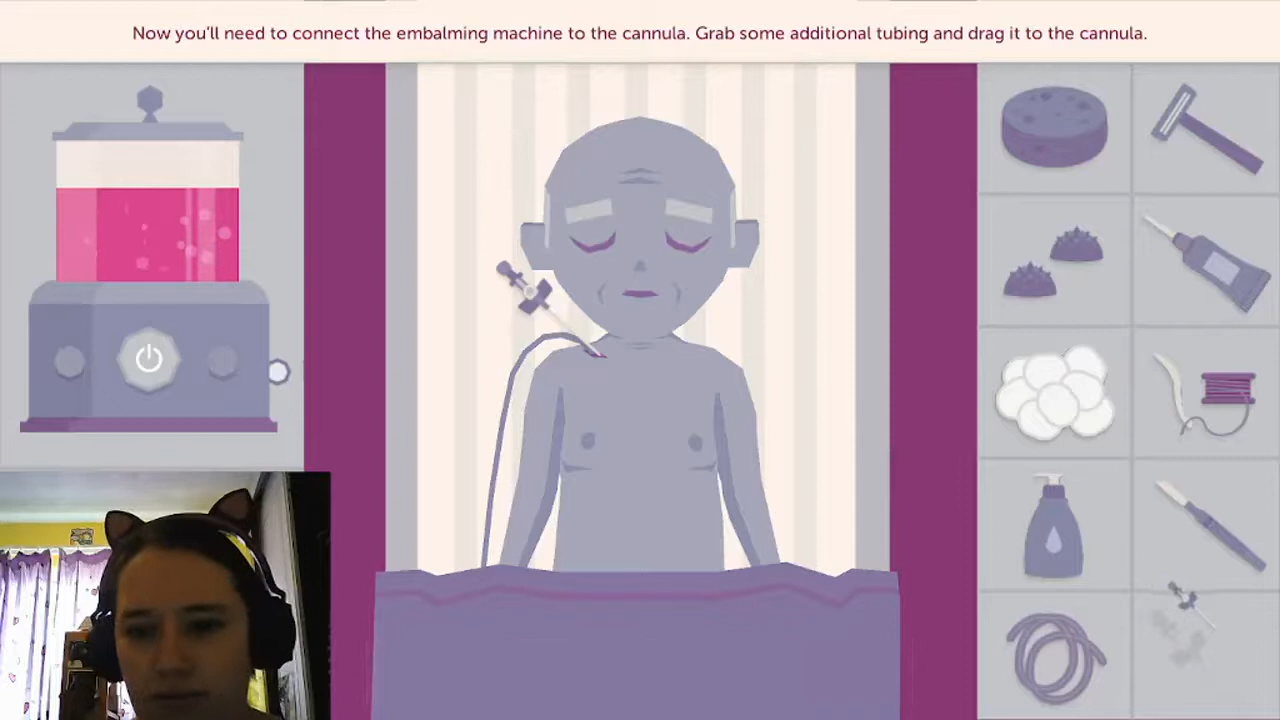 Now you'll need to connect the embalming machine to the cannula. Grab some additional tubing and drag it to the cannula.